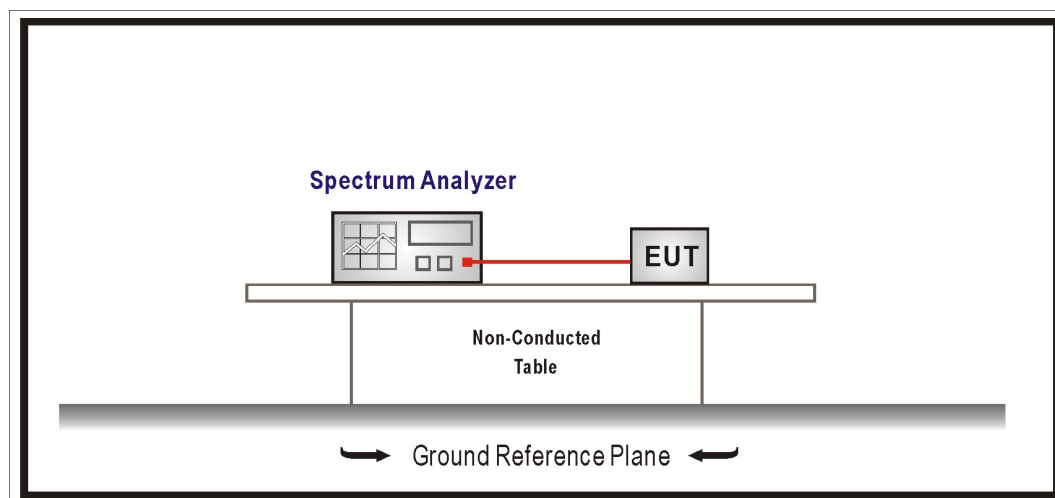 Spectrum Analyzer
EUT
Non-Conducted
Table
Ground Reference Plane